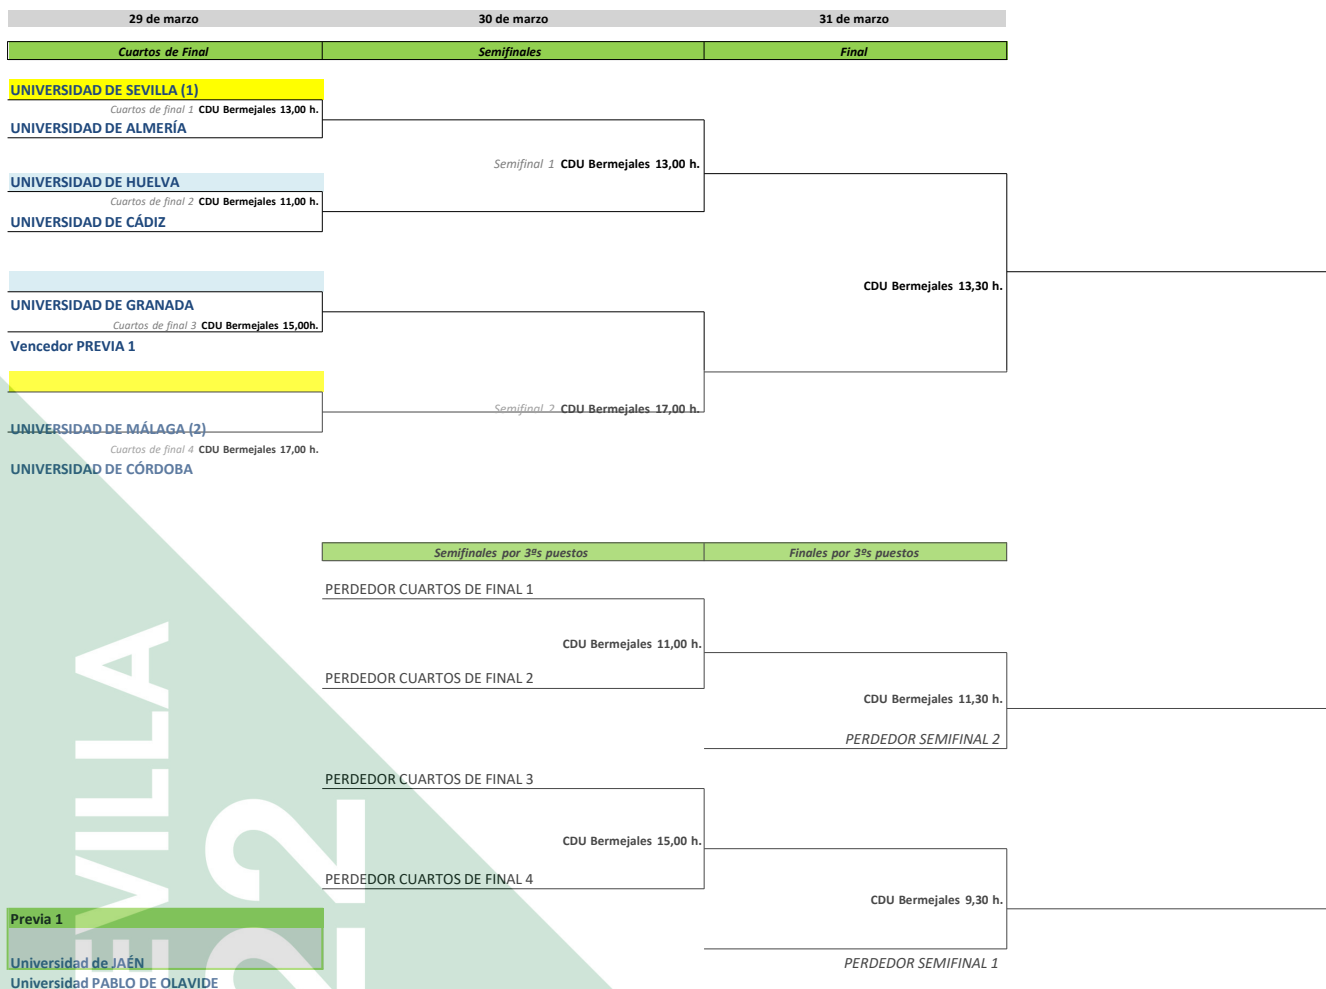 29 de marzo 30 de marzo 31 de marzo
Cuartos de Final Semifinales Final
UNIVERSIDAD DE SEVILLA (1)
Cuartos de final 1 CDU Bermejales 13,00 h.
UNIVERSIDAD DE ALMERÍA
Semifinal 1 CDU Bermejales 13,00 h.
UNIVERSIDAD DE HUELVA
Cuartos de final 2 CDU Bermejales 11,00 h.
UNIVERSIDAD DE CÁDIZ
CDU Bermejales 13,30 h.
UNIVERSIDAD DE GRANADA
Cuartos de final 3 CDU Bermejales 15,00h.
Vencedor PREVIA 1
Semifinal 2 CDU Bermejales 17,00 h.
UNIVERSIDAD DE MÁLAGA (2)
Cuartos de final 4 CDU Bermejales 17,00 h.
UNIVERSIDAD DE CÓRDOBA
Semifinales por 3ºs puestos Finales por 3ºs puestos
PERDEDOR CUARTOS DE FINAL 1
CDU Bermejales 11,00 h.
PERDEDOR CUARTOS DE FINAL 2
CDU Bermejales 11,30 h.
PERDEDOR SEMIFINAL 2
PERDEDOR CUARTOS DE FINAL 3
CDU Bermejales 15,00 h.
PERDEDOR CUARTOS DE FINAL 4
CDU Bermejales 9,30 h.
Previa 1
Universidad de JAÉN
PERDEDOR SEMIFINAL 1
Universidad PABLO DE OLAVIDE
EVILLA
22